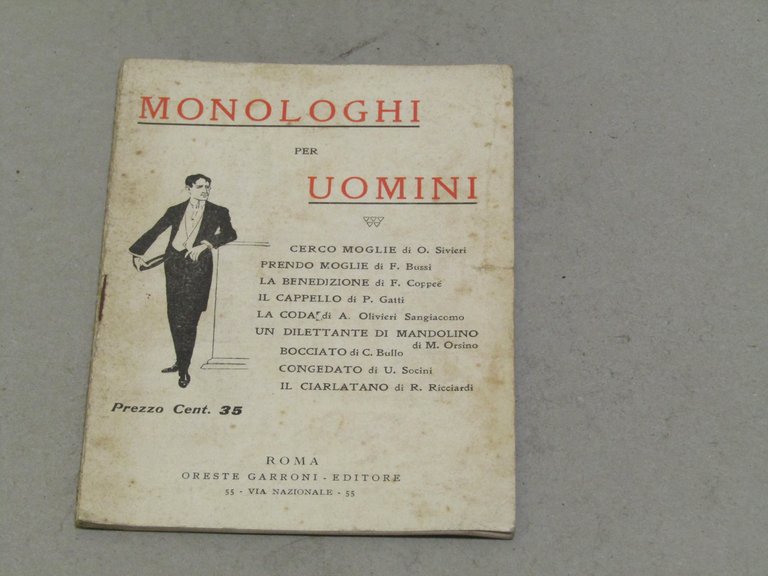 MONOLOGHI
PER
UOMINI
CERCO MOGLIE di O. Sivieri
PRENDO MOGLIE di F. Bussi
LA BENEDIZIONE di F. Coppeé
IL CAPPELLO di P. Gatti
LA CODA di A. Olivieri Sangiacomo
UN DILETTANTE DI MANDOLINO
di M. Orsino
BOCCIATO di C. Bullo
CONGEDATO di U. Socini
IL CIARLATANO di R. Ricciardi
Prezzo Cent. 35
ROMA
ORESTE GARRONI - EDITORE
55 - VIA NAZIONALE - 55